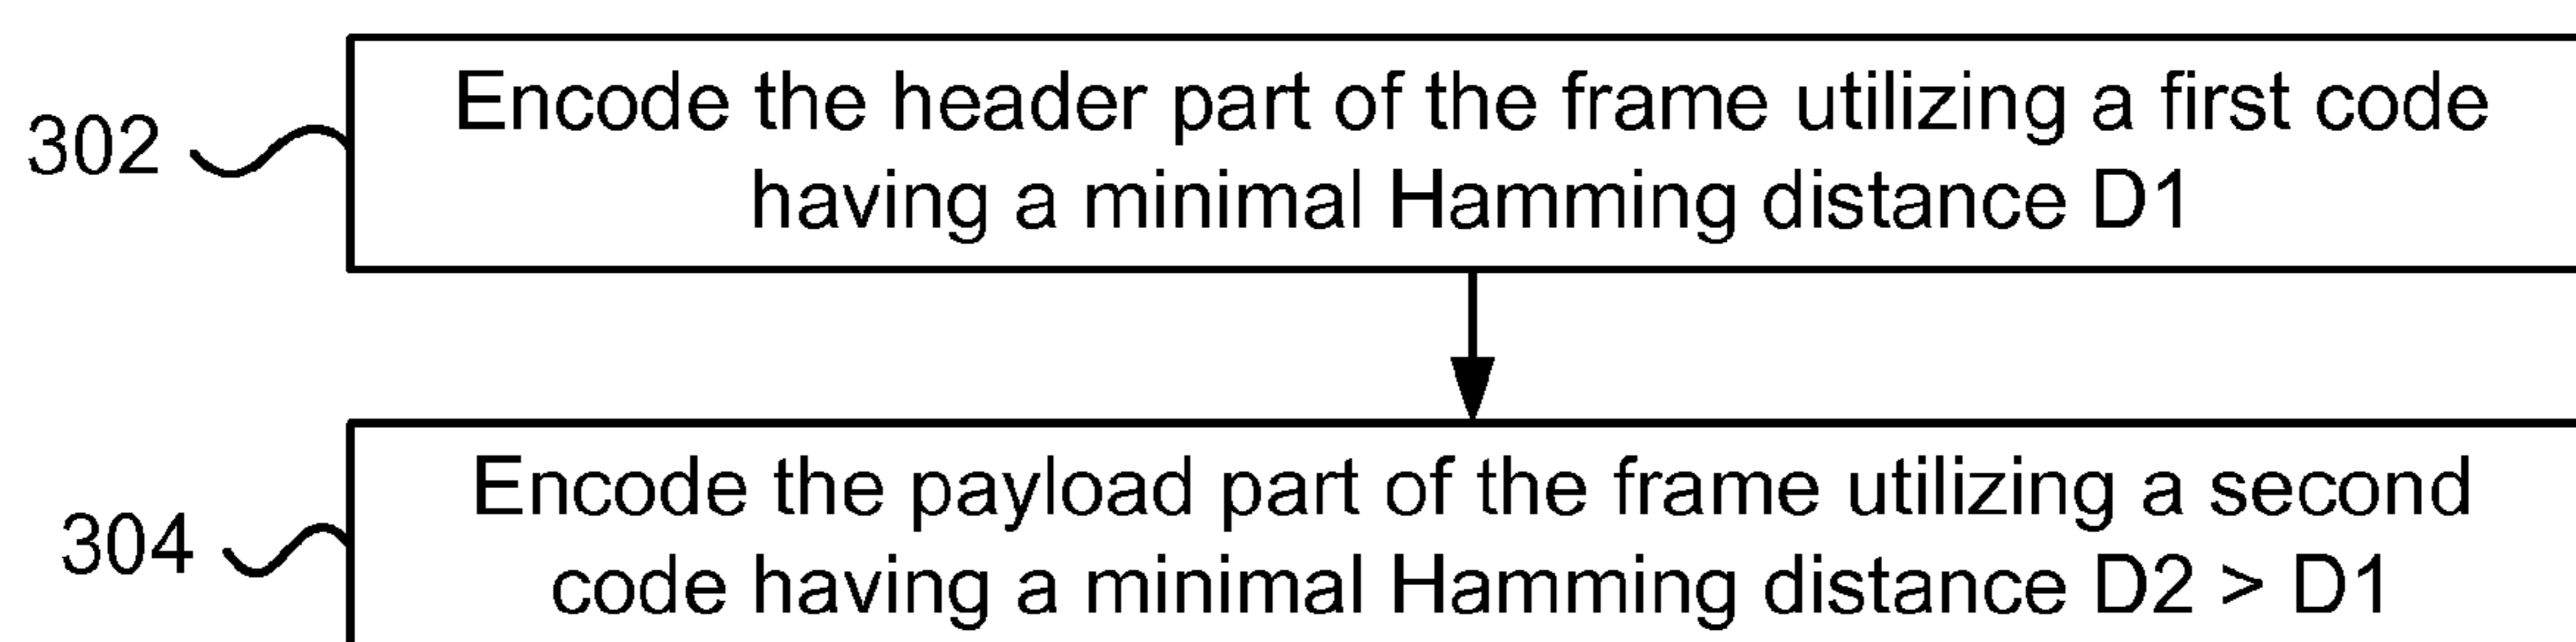 302
Encode the header part of the frame utilizing a first code
having a minimal Hamming distance D1
304
Encode the payload part of the frame utilizing a second
code having a minimal Hamming distance D2 > D1